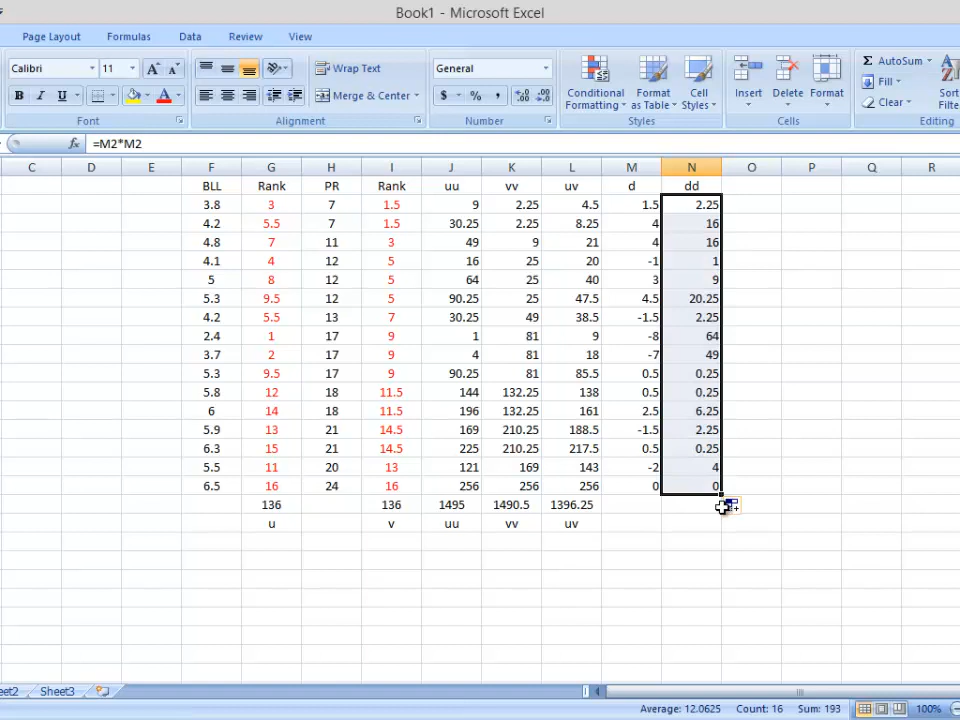 Book1 - Microsoft Excel
Page Layout Formulas Data Review View
Calibri 11 A A Wrap Text General AutoSum
Conditional Format Cell Insert Delete Format Fill Sort
B I U A Merge & Center $ % , Formatting as Table Styles Clear Filte
Font Alignment Number Styles Cells Editing
fx =M2*M2
C D E F G H I J K L M N O P Q R
BLL Rank PR Rank uu vv uv d dd
3.8 3 7 1.5 9 2.25 4.5 1.5 2.25
4.2 5.5 7 1.5 30.25 2.25 8.25 4 16
4.8 7 11 3 49 9 21 4 16
4.1 4 12 5 16 25 20 -1 1
5 8 12 5 64 25 40 3 9
5.3 9.5 12 5 90.25 25 47.5 4.5 20.25
4.2 5.5 13 7 30.25 49 38.5 -1.5 2.25
2.4 1 17 9 1 81 9 -8 64
3.7 2 17 9 4 81 18 -7 49
5.3 9.5 17 9 90.25 81 85.5 0.5 0.25
5.8 12 18 11.5 144 132.25 138 0.5 0.25
6 14 18 11.5 196 132.25 161 2.5 6.25
5.9 13 21 14.5 169 210.25 188.5 -1.5 2.25
6.3 15 21 14.5 225 210.25 217.5 0.5 0.25
5.5 11 20 13 121 169 143 -2 4
6.5 16 24 16 256 256 256 0 0
136 136 1495 1490.5 1396.25
u v uu vv uv
eet2 Sheet3
Average: 12.0625 Count: 16 Sum: 193 100%